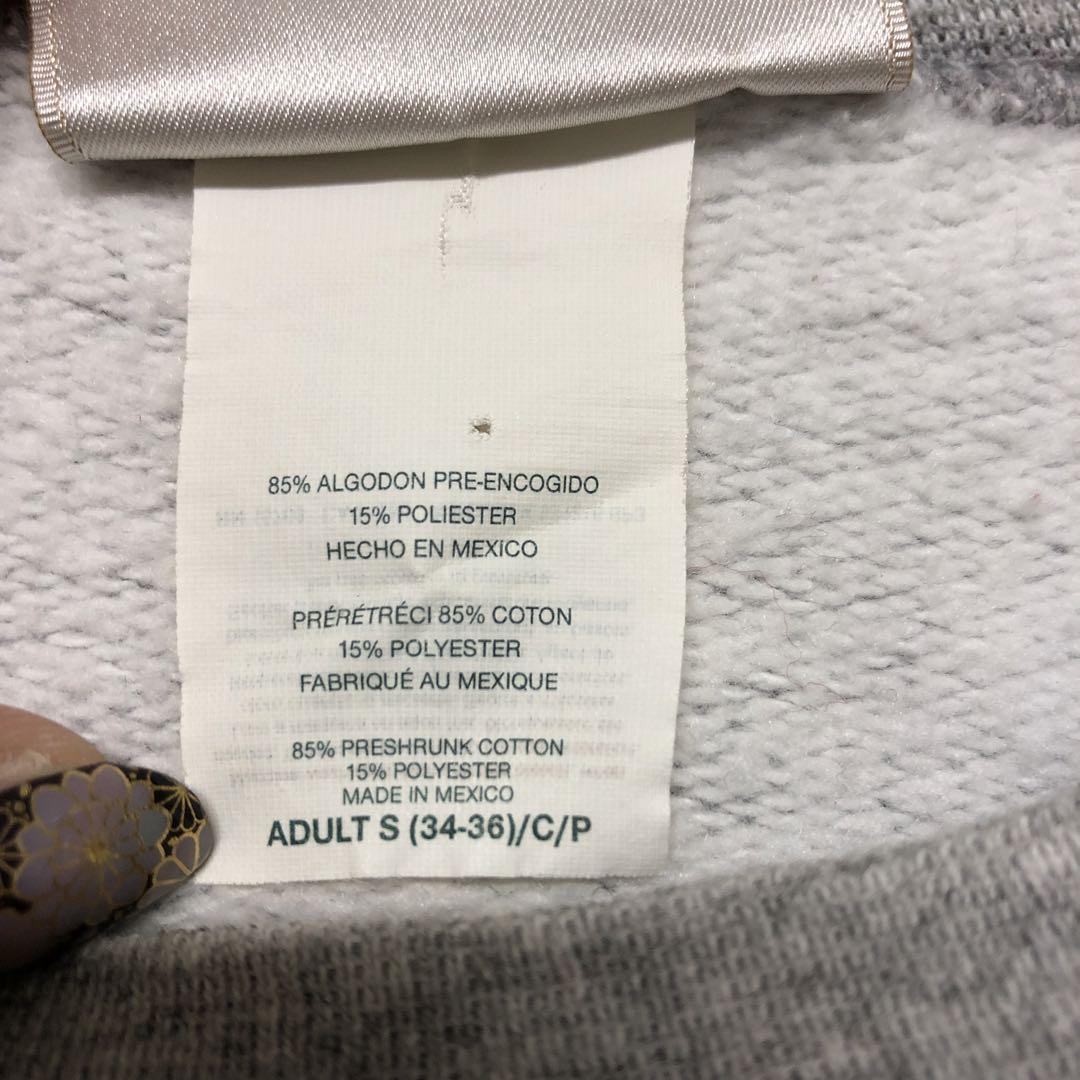 85% ALGODON PRE-ENCOGIDO
15% POLIESTER
HECHO EN MEXICO
PRÉRÉTRÉCI 85% COTON
15% POLYESTER
FABRIQUÉ AU MEXIQUE
85% PRESHRUNK COTTON
15% POLYESTER
MADE IN MEXICO
ADULT S (34-36)/C/P